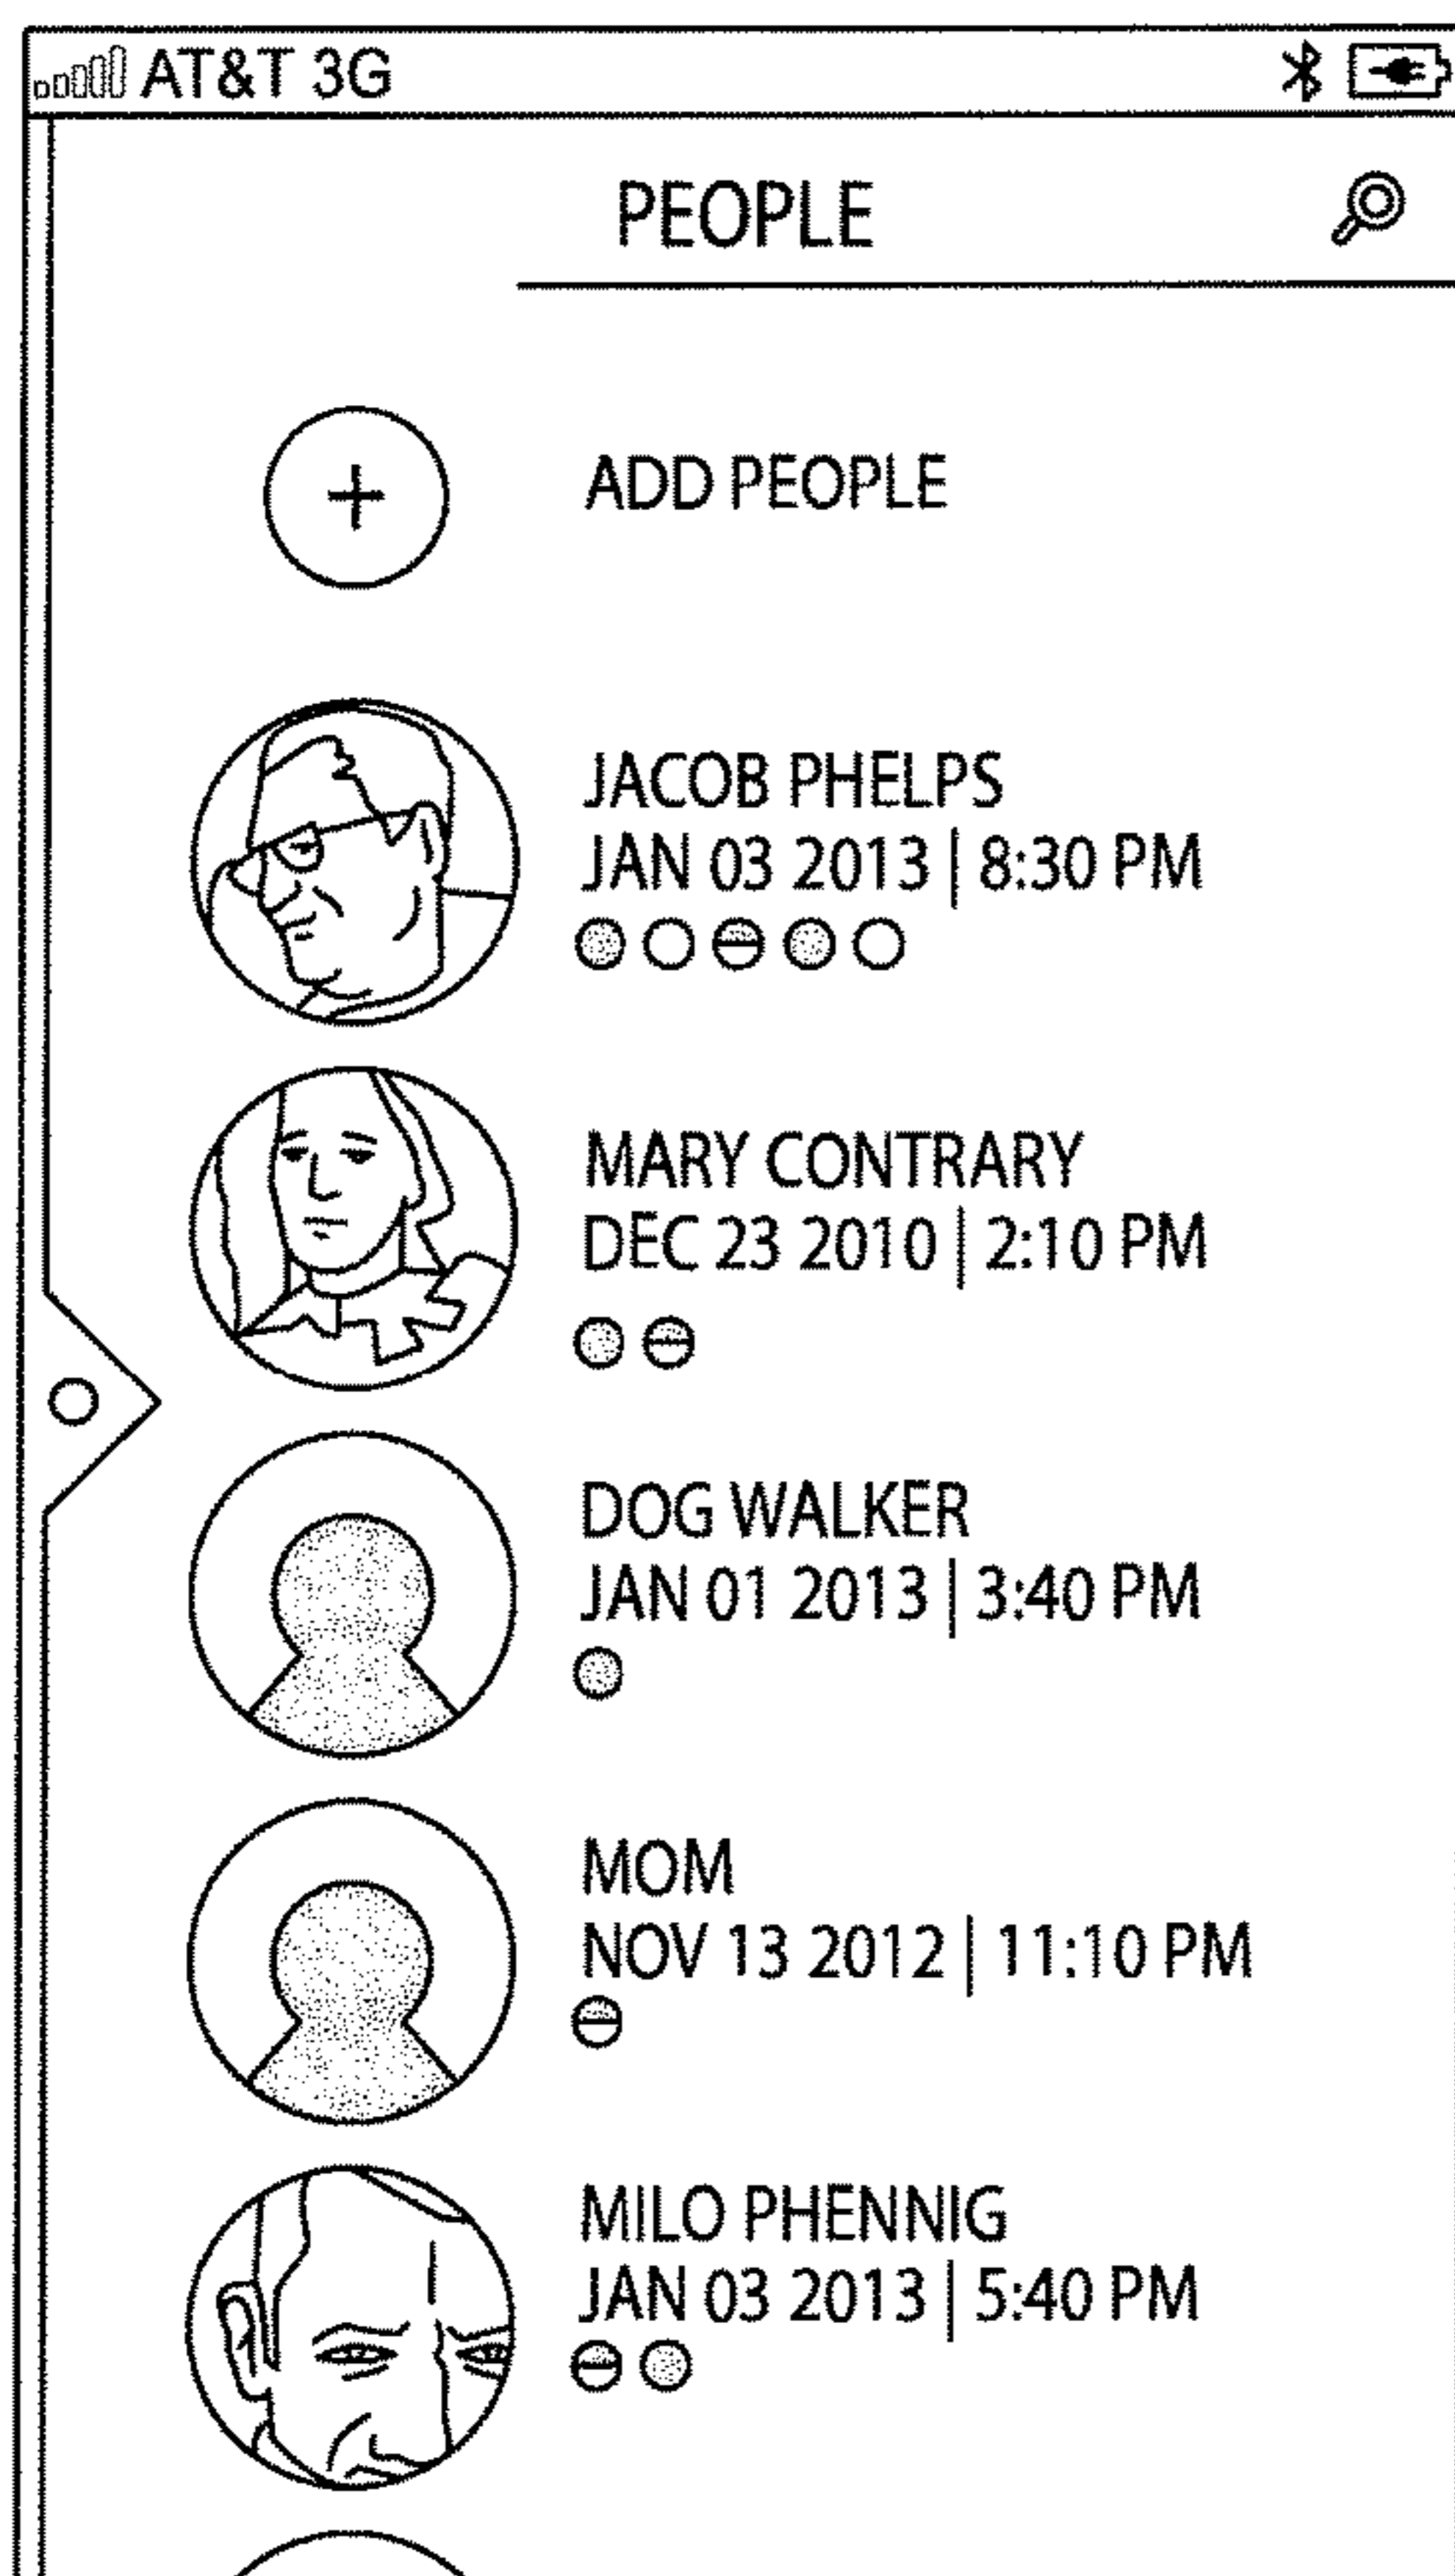 AT&T 3G
PEOPLE
ADD PEOPLE
JACOB PHELPS
JAN 03 2013 | 8:30 PM
MARY CONTRARY
DEC 23 2010 | 2:10 PM
DOG WALKER
JAN 01 2013 | 3:40 PM
MOM
NOV 13 2012 | 11:10 PM
MILO PHENNIG
JAN 03 2013 | 5:40 PM